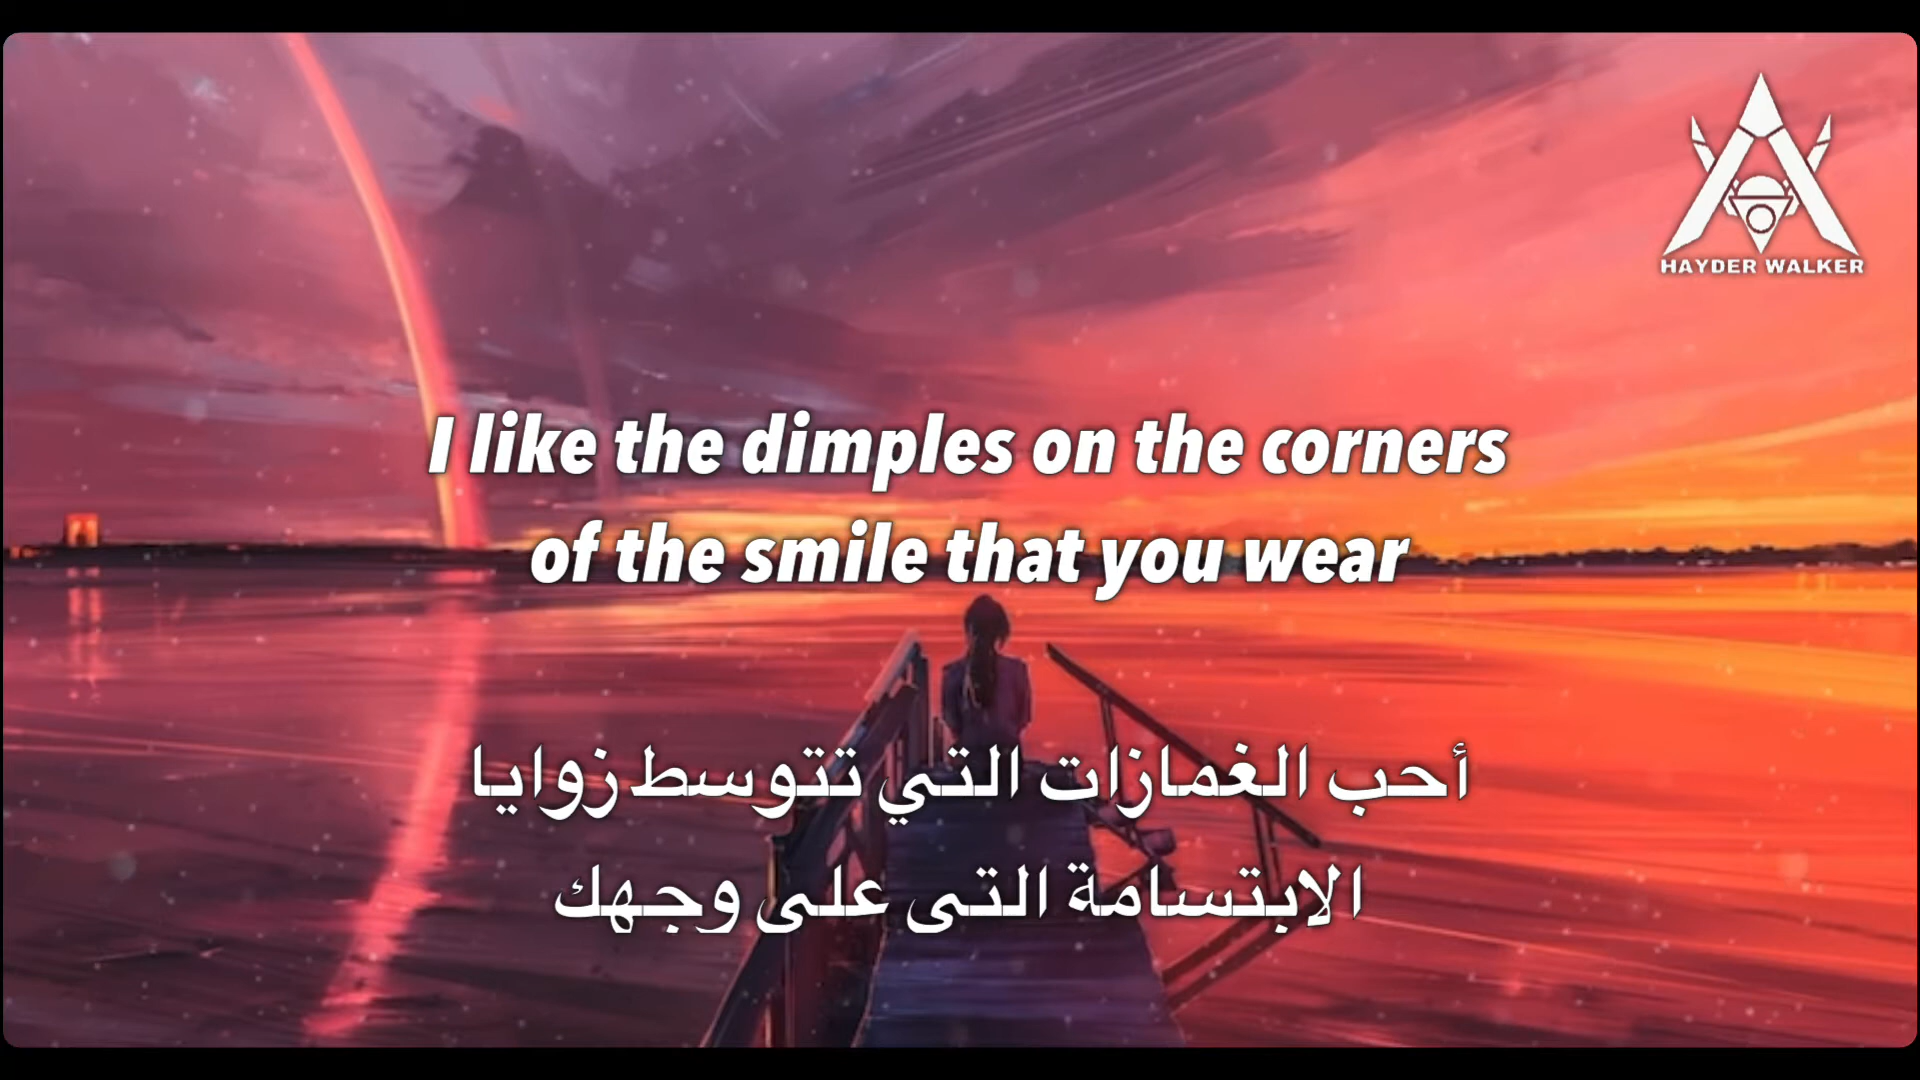 HAYDER WALKER
I like the dimples on the corners
of the smile that you wear
أحب الغمازات التي تتوسط زوايا
الابتسامة التى على وجهك